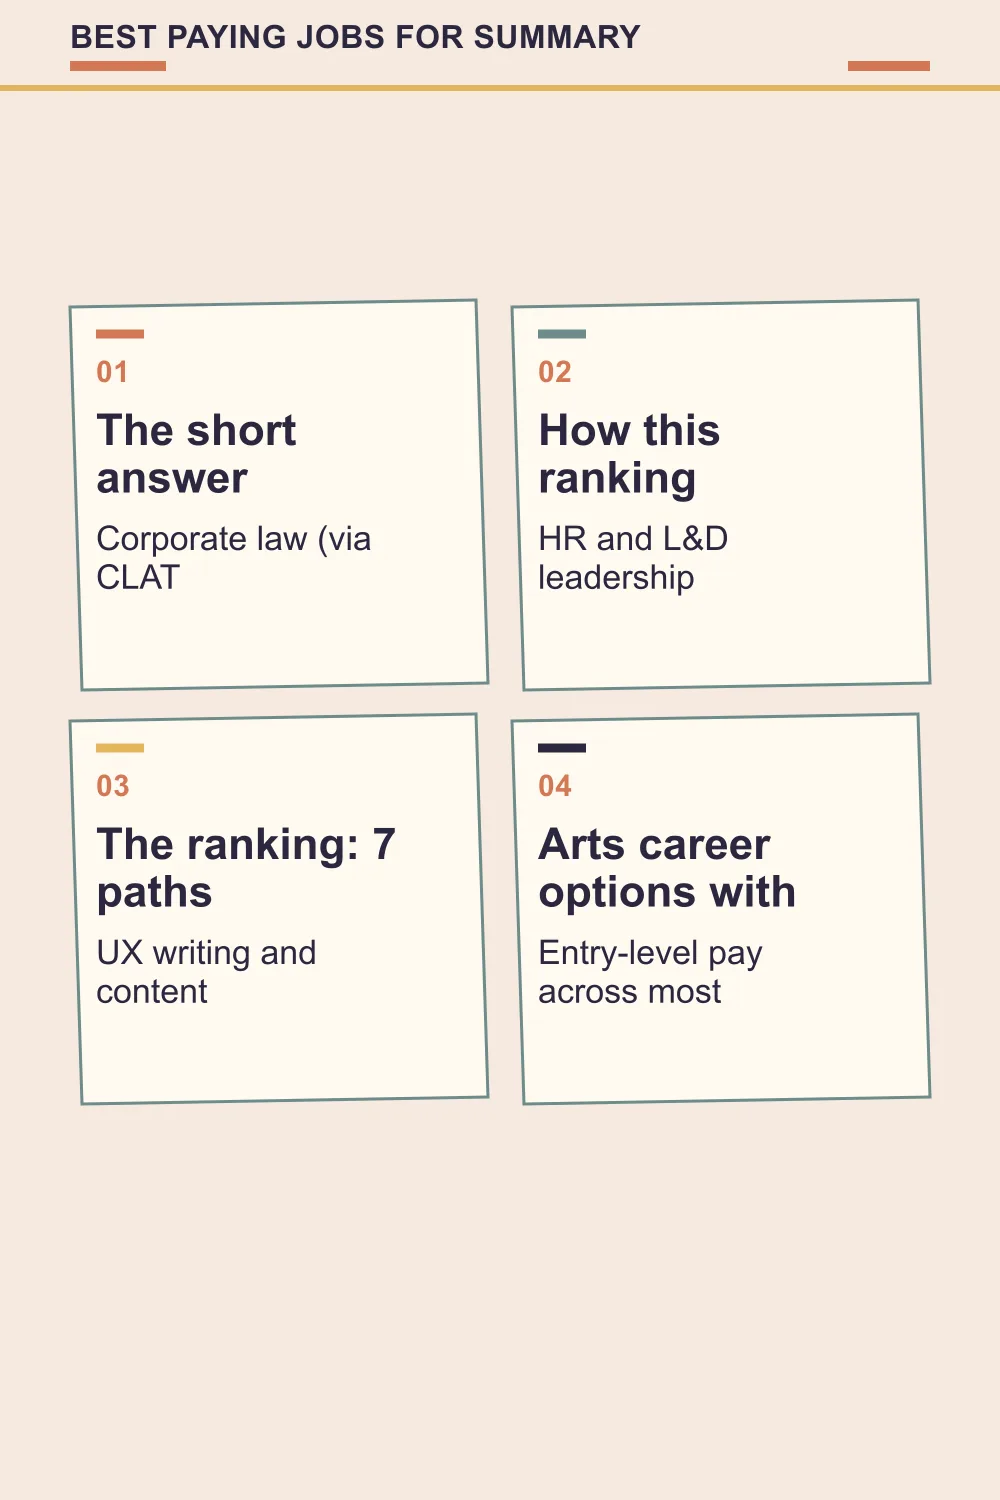 BEST PAYING JOBS FOR SUMMARY
01
The short
answer
Corporate law (via
CLAT
02
How this
ranking
HR and L&D
leadership
03
The ranking: 7
paths
UX writing and
content
04
Arts career
options with
Entry-level pay
across most